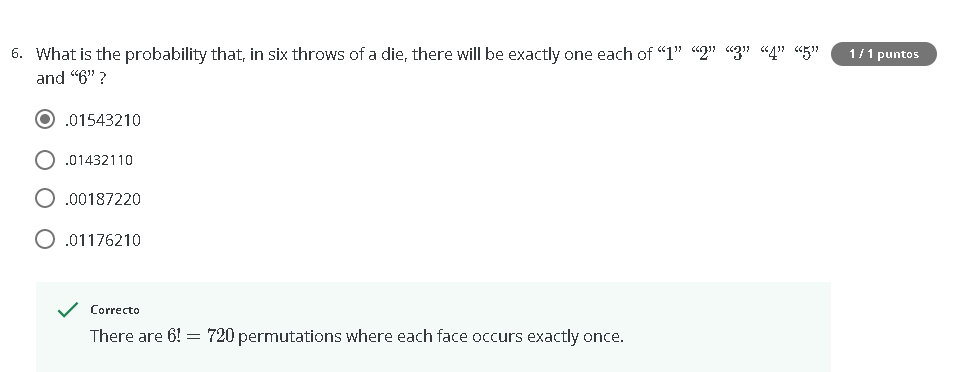 6. What is the probability that, in six throws of a die, there will be exactly one each of “1” “2” “3” “4” “5” 1 / 1 puntos
and “6” ?
.01543210
.01432110
.00187220
.01176210
Correcto
There are 6! = 720 permutations where each face occurs exactly once.